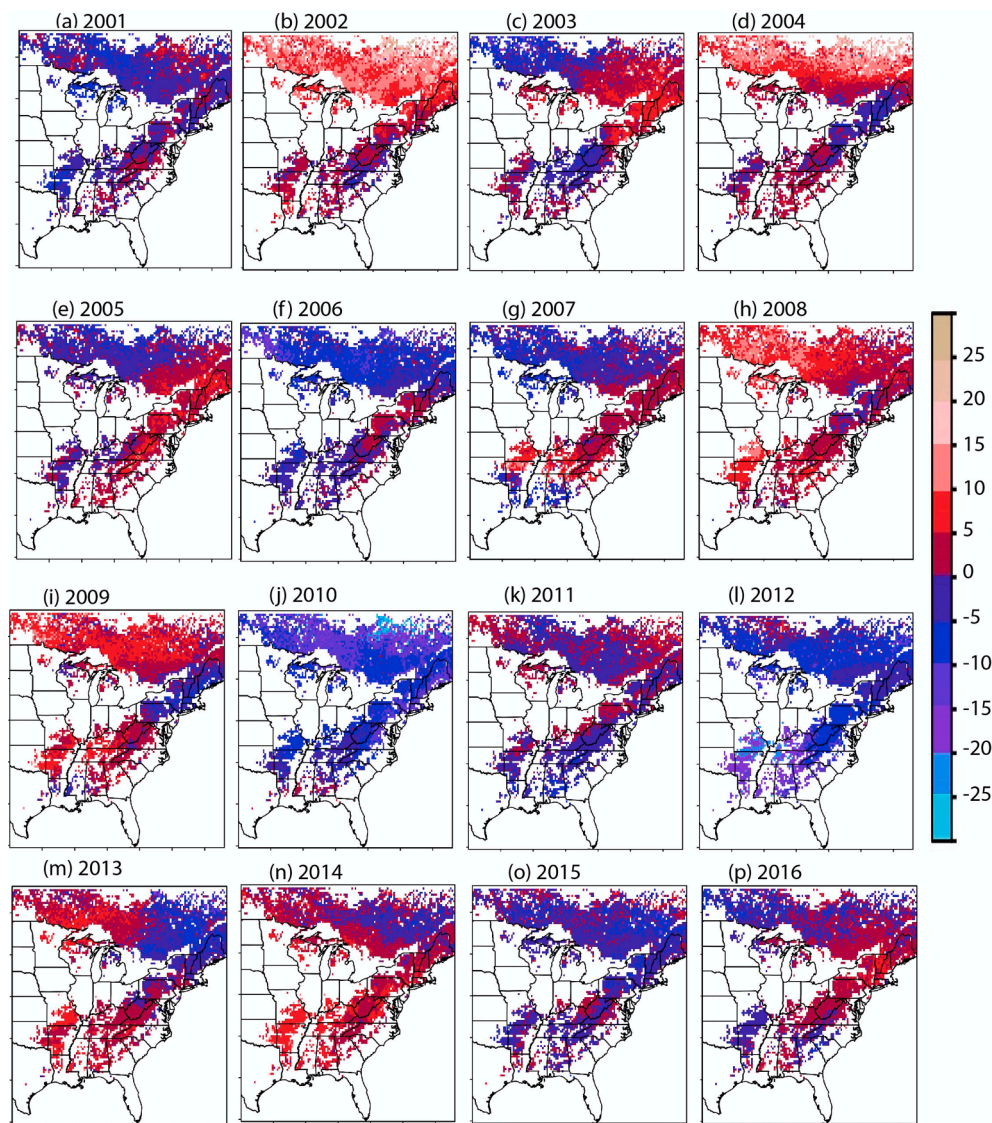 (a) 2001
(b) 2002
(c) 2003
(d) 2004
(e) 2005
(f) 2006
(g) 2007
(h) 2008
(i) 2009
(j) 2010
(k) 2011
(l) 2012
(m) 2013
(n) 2014
(o) 2015
(p) 2016
25
20
15
10
5
0
-5
-10
-15
-20
-25